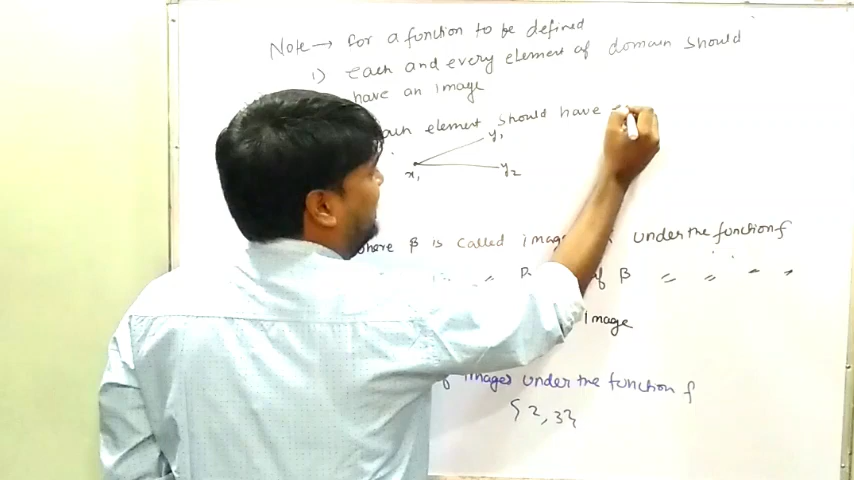 Note → For a function to be defined
1) Each and every element of domain should
have an image
each element should have
x₁ y₁ y₂
where β is called image under the function f
of β " " " "
image
of images under the function f
{2,3}